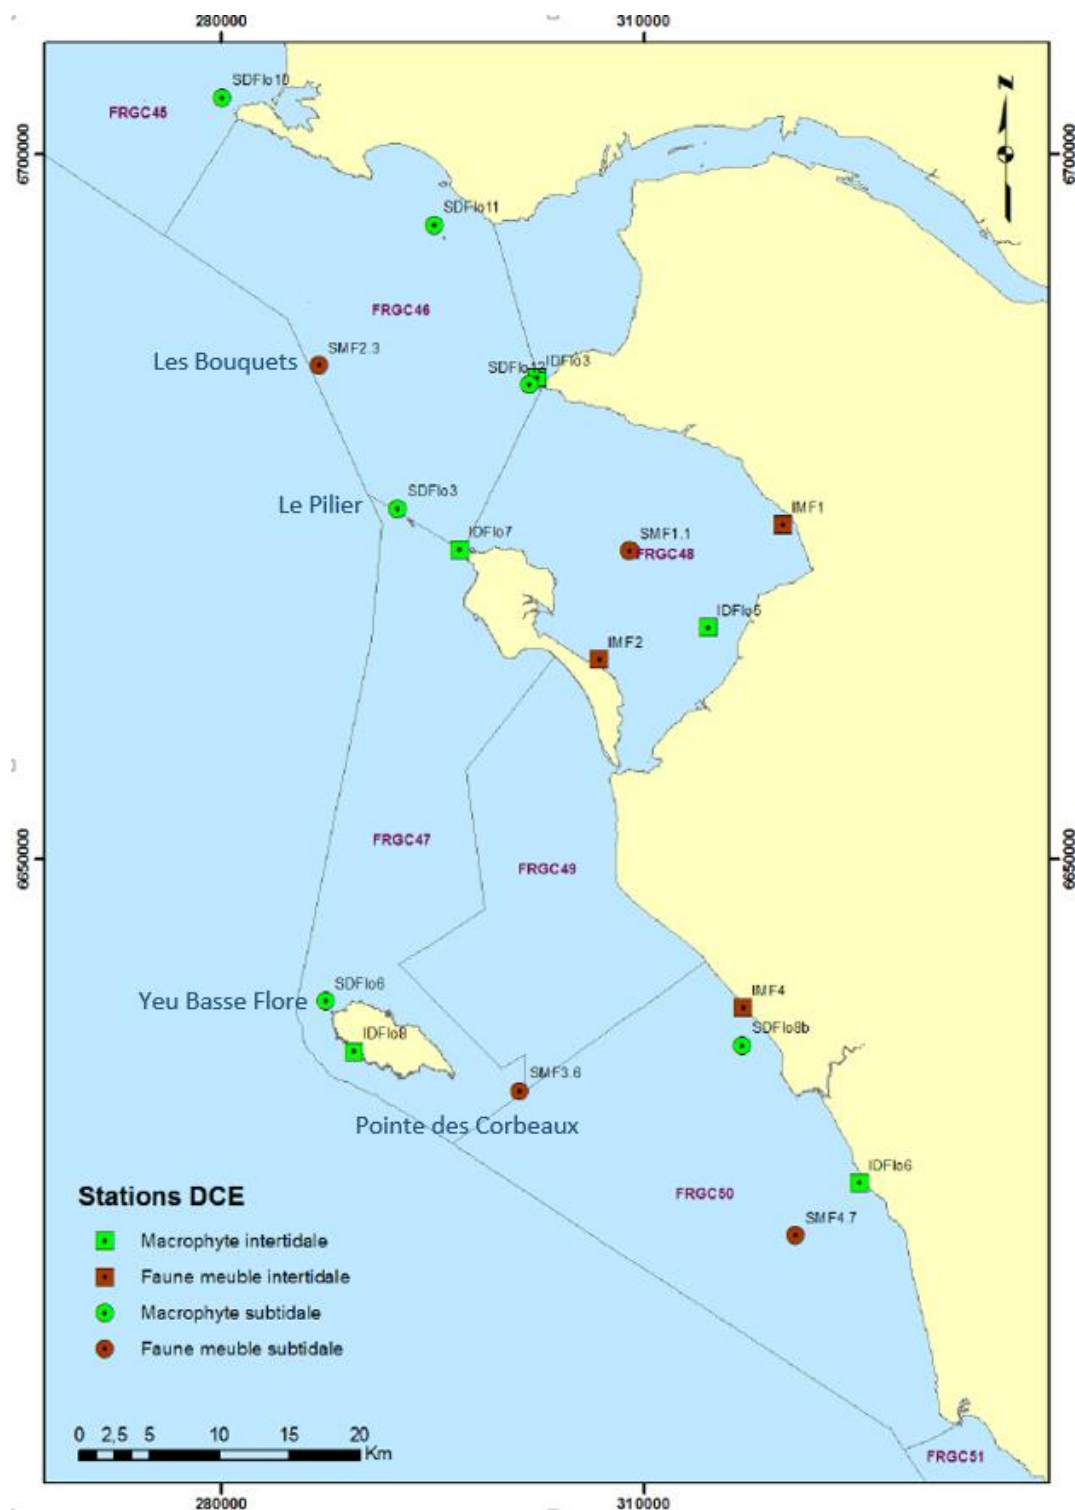 280000
310000
6700000
6700000
Z
SDFlo10
FRGC45
SDFlo11
FRGC46
SMF2.3
Les Bouquets
SDFlo12
IDFlo3
SDFlo3
Le Pilier
IDFlo7
IMF1
SMF1.1
FRGC48
IDFlo5
IMF2
FRGC47
FRGC49
6650000
6650000
SDFlo6
Yeu Basse Flore
IDFlo8
IMF4
SDFlo8b
SMF3.6
Pointe des Corbeaux
IDFlo6
FRGC50
SMF4.7
Stations DCE
Macrophyte intertidale
Faune meuble intertidale
Macrophyte subtidale
Faune meuble subtidale
0 2,5 5 10 15 20
Km
FRGC51
280000
310000